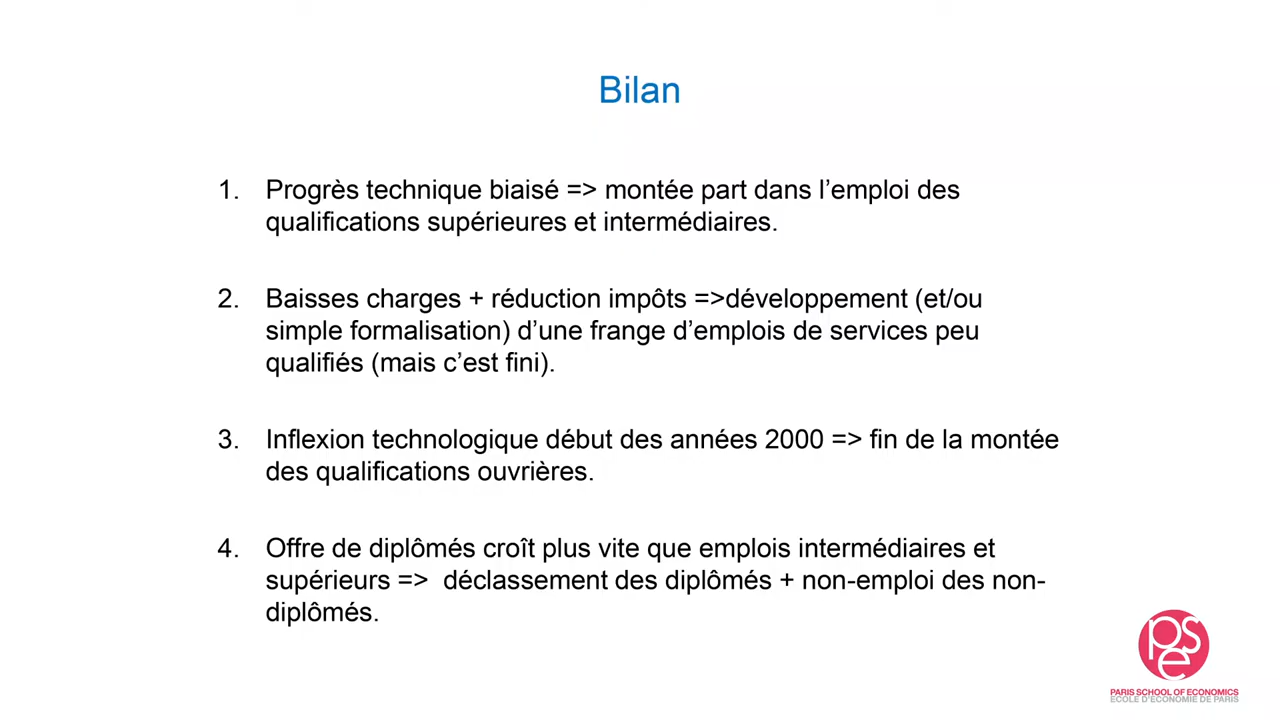 Bilan
1. Progrès technique biaisé => montée part dans l’emploi des
qualifications supérieures et intermédiaires.
2. Baisses charges + réduction impôts =>développement (et/ou
simple formalisation) d’une frange d’emplois de services peu
qualifiés (mais c’est fini).
3. Inflexion technologique début des années 2000 => fin de la montée
des qualifications ouvrières.
4. Offre de diplômés croît plus vite que emplois intermédiaires et
supérieurs => déclassement des diplômés + non-emploi des non-
diplômés.
pse
PARIS SCHOOL OF ECONOMICS
ECOLE D'ECONOMIE DE PARIS